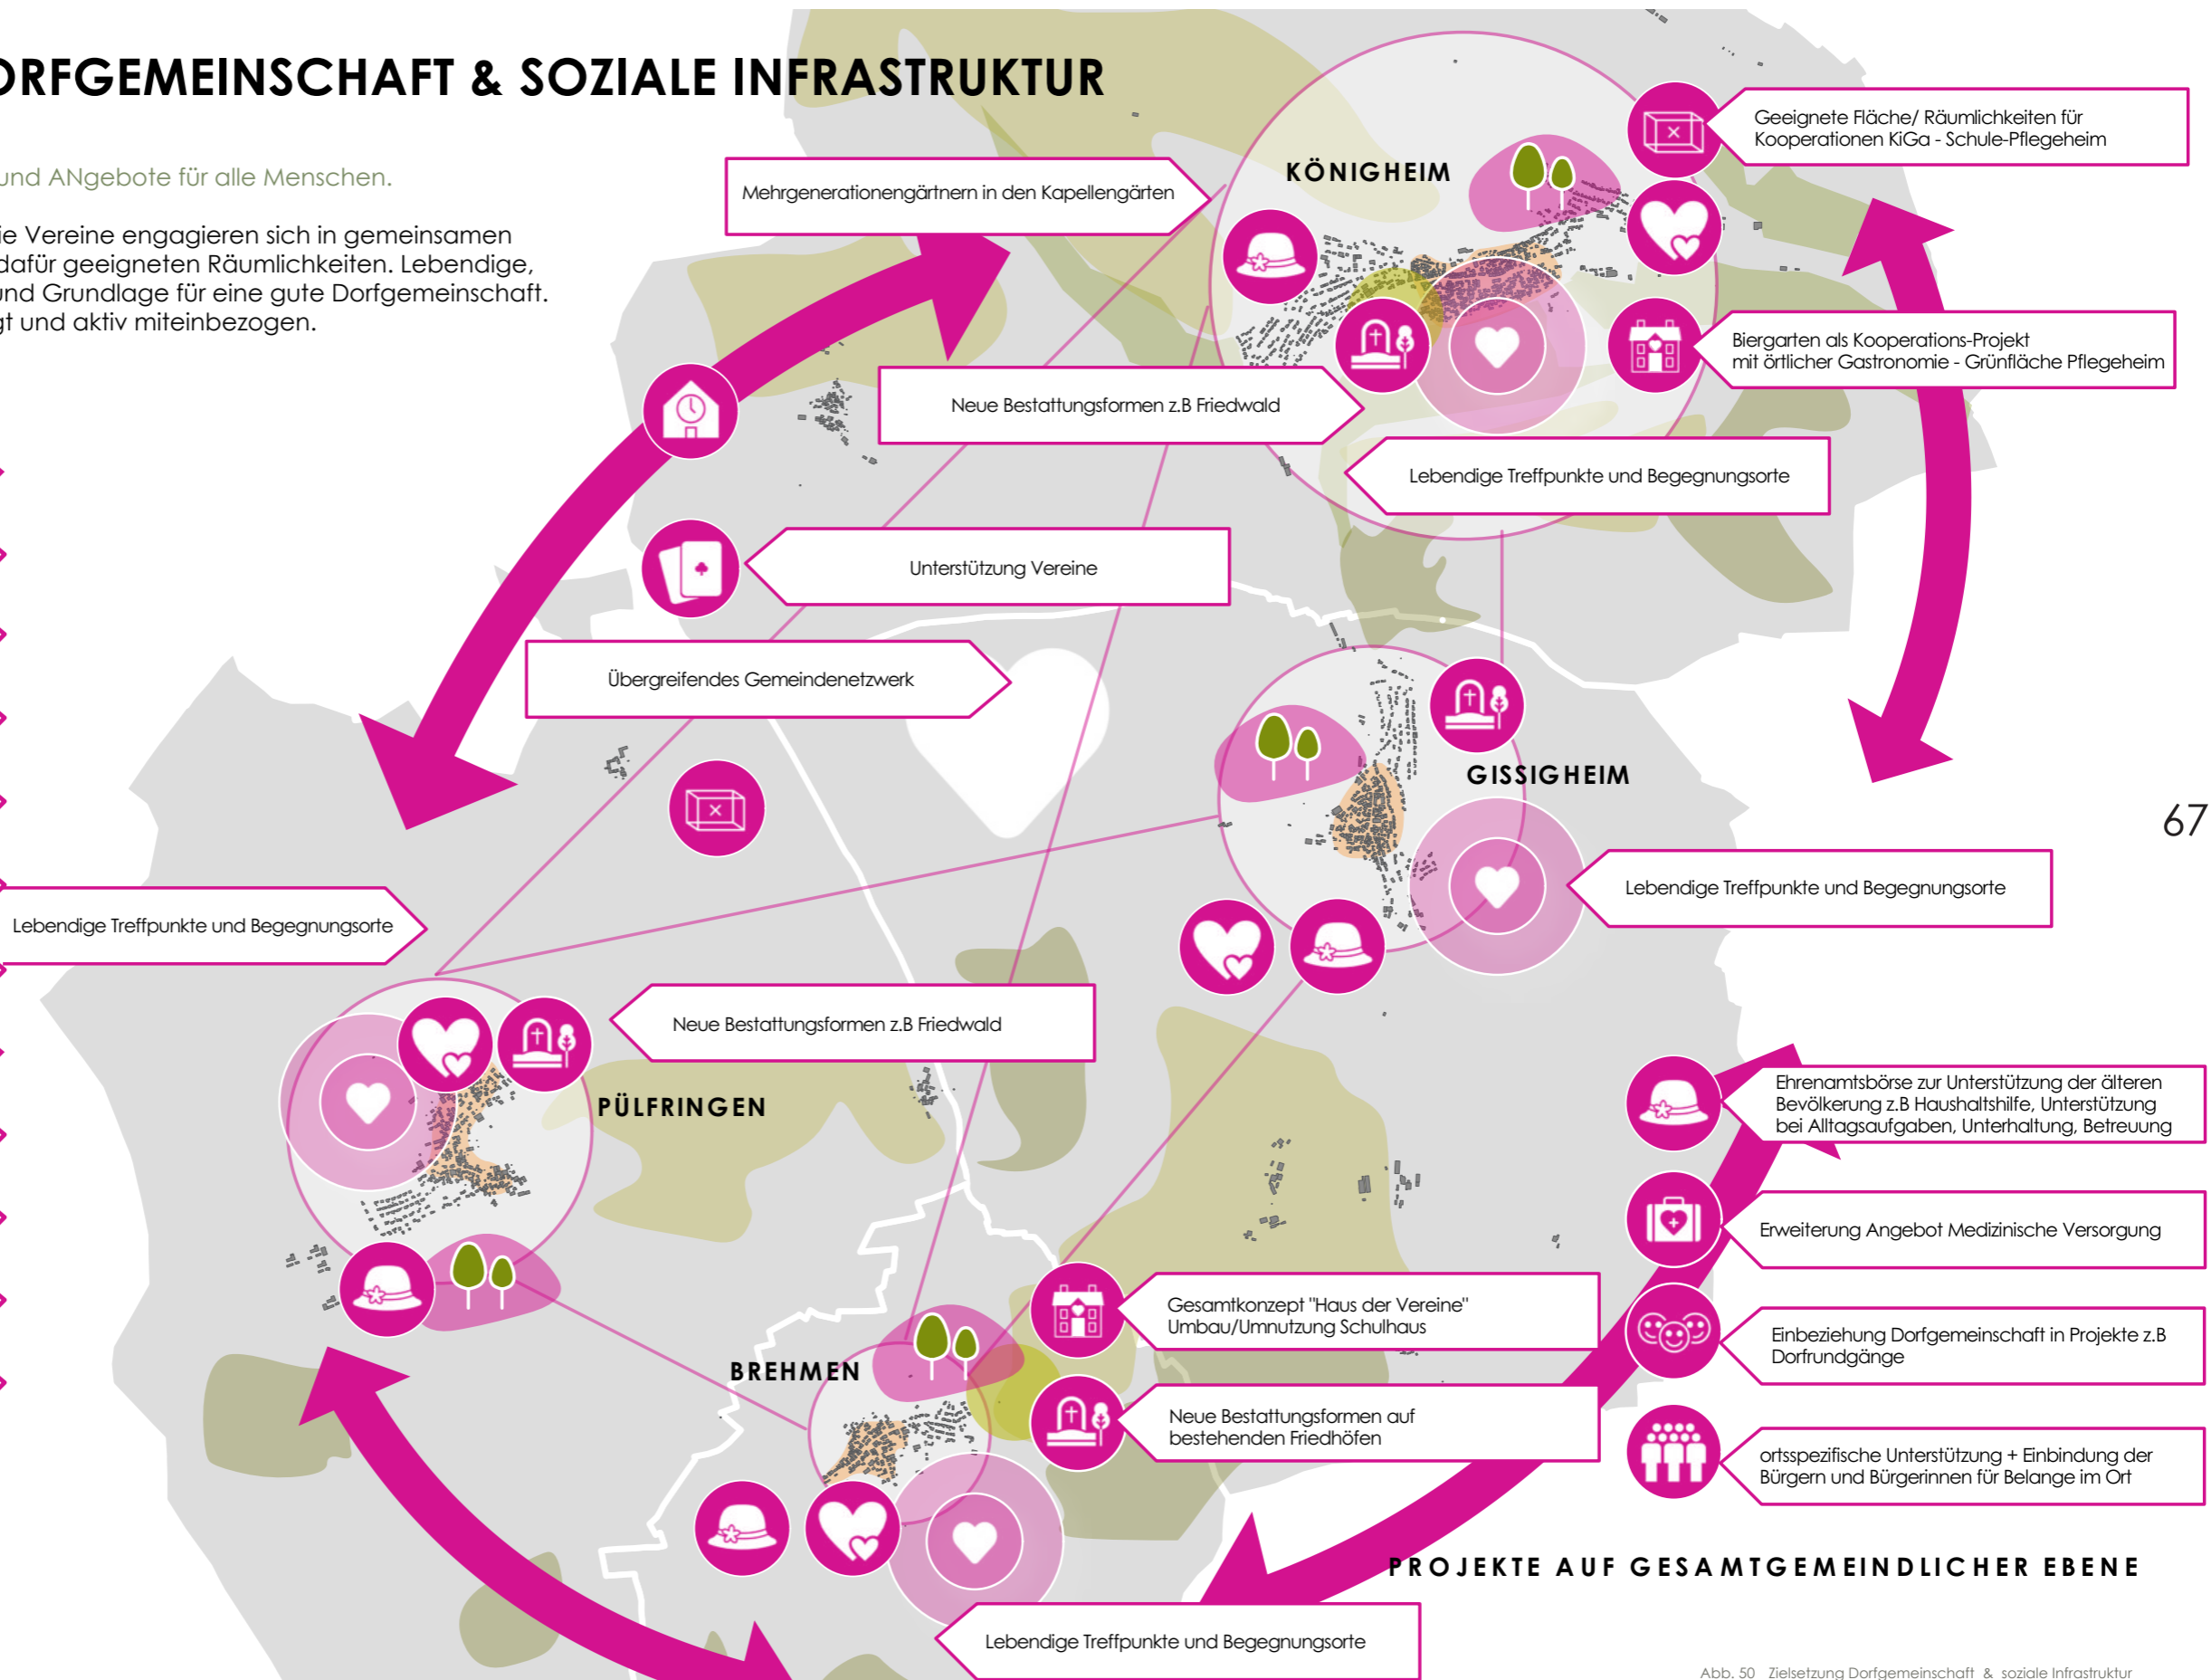 ORFGEMEINSCHAFT & SOZIALE INFRASTRUKTUR
und ANgebote für alle Menschen.
ie Vereine engagieren sich in gemeinsamen
dafür geeigneten Räumlichkeiten. Lebendige,
und Grundlage für eine gute Dorfgemeinschaft.
gt und aktiv miteinbezogen.
Geeignete Fläche/ Räumlichkeiten für
Kooperationen KiGa - Schule-Pflegeheim
KÖNIGHEIM
Mehrgenerationengärtnern in den Kapellengärten
Biergarten als Kooperations-Projekt
mit örtlicher Gastronomie - Grünfläche Pflegeheim
Neue Bestattungsformen z.B Friedwald
Lebendige Treffpunkte und Begegnungsorte
Unterstützung Vereine
Übergreifendes Gemeindenetzwerk
GISSIGHEIM
67
Lebendige Treffpunkte und Begegnungsorte
Lebendige Treffpunkte und Begegnungsorte
Neue Bestattungsformen z.B Friedwald
PÜLFRINGEN
Ehrenamtsbörse zur Unterstützung der älteren
Bevölkerung z.B Haushaltshilfe, Unterstützung
bei Alltagsaufgaben, Unterhaltung, Betreuung
Erweiterung Angebot Medizinische Versorgung
Gesamtkonzept "Haus der Vereine"
Umbau/Umnutzung Schulhaus
Einbeziehung Dorfgemeinschaft in Projekte z.B
Dorfrundgänge
BREHMEN
Neue Bestattungsformen auf
bestehenden Friedhöfen
ortsspezifische Unterstützung + Einbindung der
Bürgern und Bürgerinnen für Belange im Ort
PROJEKTE AUF GESAMTGEMEINDLICHER EBENE
Lebendige Treffpunkte und Begegnungsorte
Abb. 50 Zielsetzung Dorfgemeinschaft & soziale Infrastruktur